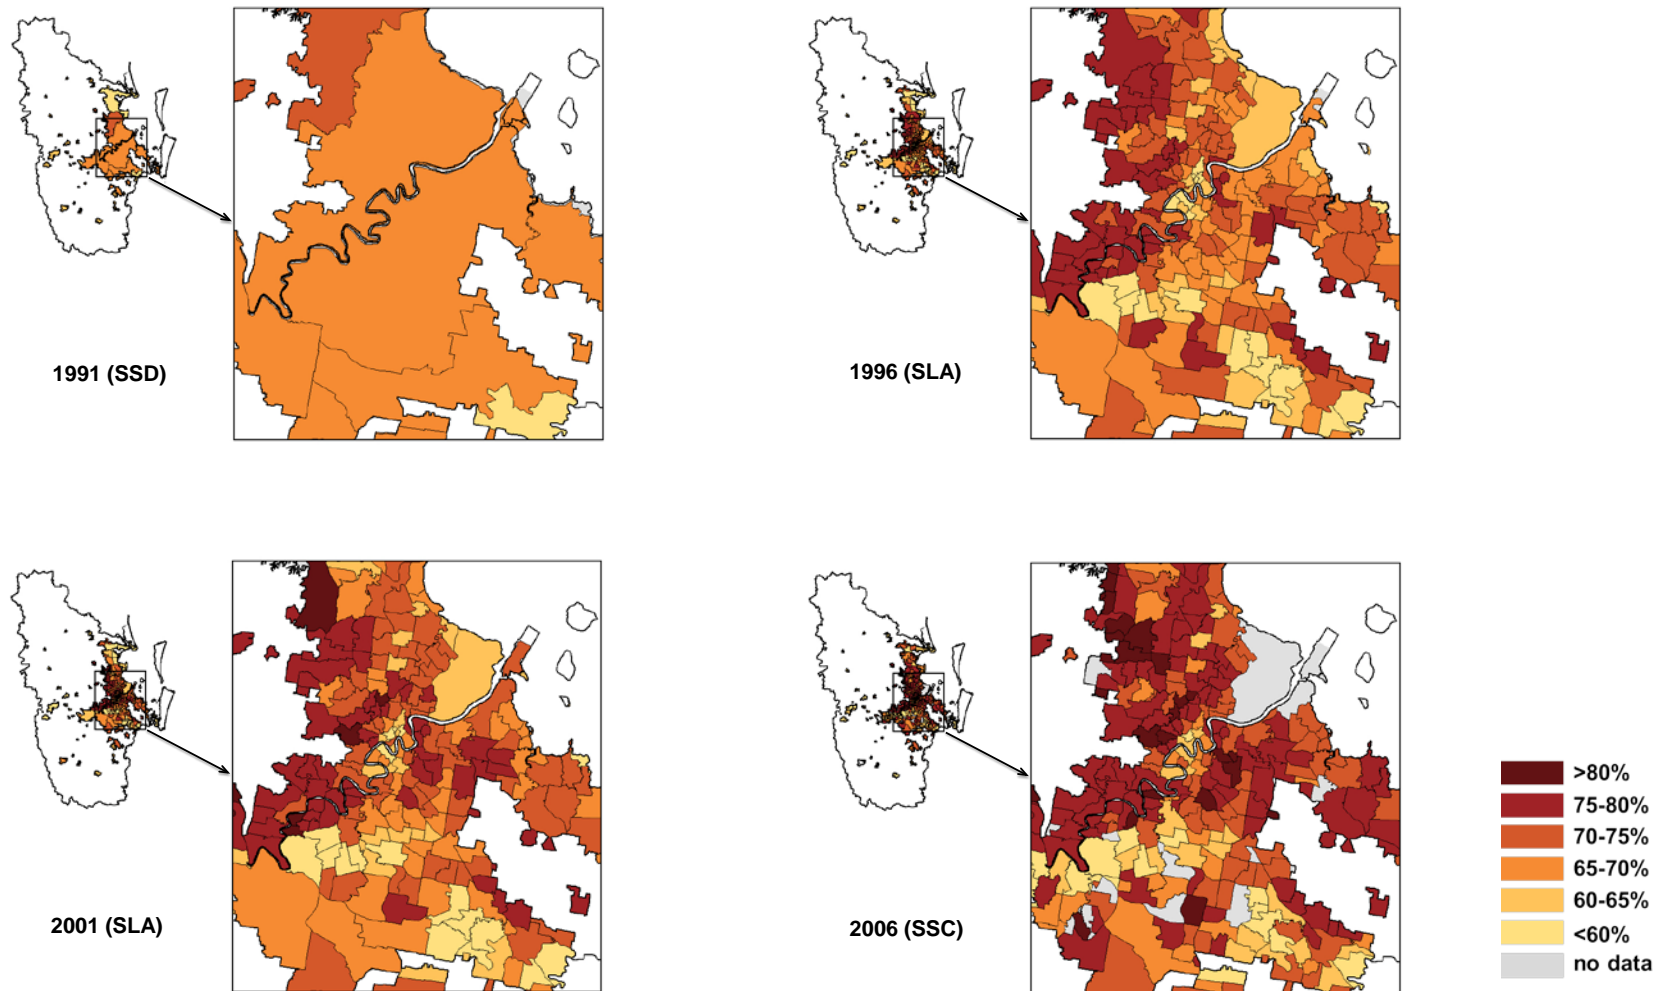 1991 (SSD)
1996 (SLA)
2001 (SLA)
2006 (SSC)
>80%
75-80%
70-75%
65-70%
60-65%
<60%
no data